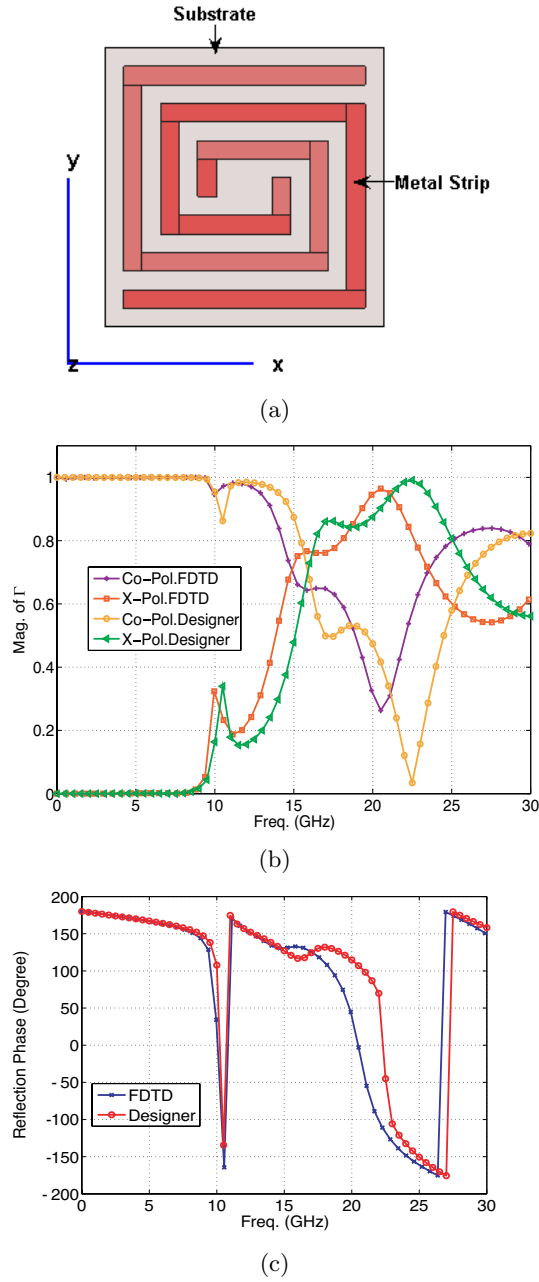 Substrate
y
Metal Strip
z
x
(a)
1
0.8
0.6
0.4
0.2
0
Mag. of Γ
Co-Pol.FDTD
X-Pol.FDTD
Co-Pol.Designer
X-Pol.Designer
0 5 10 15 20 25 30
Freq. (GHz)
(b)
200
150
100
50
0
-50
-100
-150
-200
Reflection Phase (Degree)
FDTD
Designer
0 5 10 15 20 25 30
Freq. (GHz)
(c)